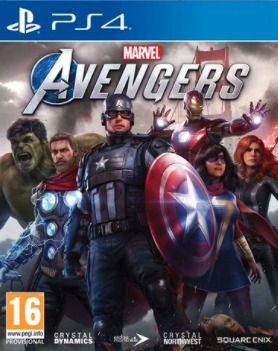 PS4
MARVEL
AVENGERS
16
www.pegi.info
PROVISIONAL
CRYSTAL
DYNAMICS
CRYSTAL
NORTHWEST
SQUARE ENIX